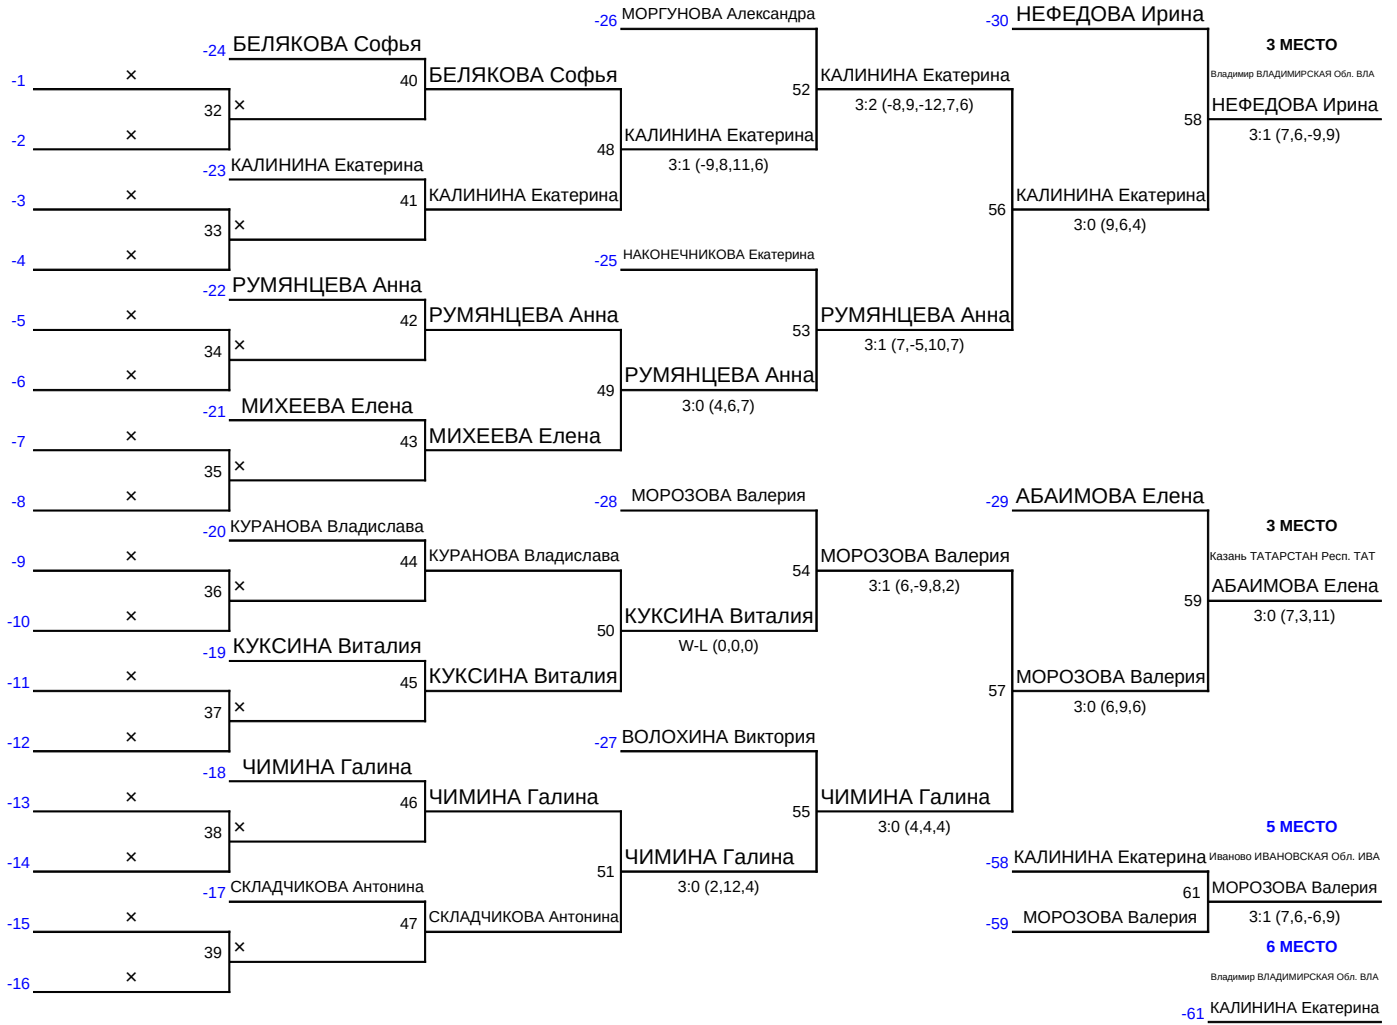 -26 МОРГУНОВА Александра
-30 НЕФЕДОВА Ирина
-24 БЕЛЯКОВА Софья
3 МЕСТО
-1 ×
40 БЕЛЯКОВА Софья
52 КАЛИНИНА Екатерина
Владимир ВЛАДИМИРСКАЯ Обл. ВЛА
32 ×
3:2 (-8,9,-12,7,6)
58 НЕФЕДОВА Ирина
-2 ×
48 КАЛИНИНА Екатерина
3:1 (7,6,-9,9)
-23 КАЛИНИНА Екатерина
3:1 (-9,8,11,6)
-3 ×
41 КАЛИНИНА Екатерина
56 КАЛИНИНА Екатерина
33 ×
3:0 (9,6,4)
-4 ×
-25 НАКОНЕЧНИКОВА Екатерина
-22 РУМЯНЦЕВА Анна
-5 ×
42 РУМЯНЦЕВА Анна
53 РУМЯНЦЕВА Анна
34 ×
3:1 (7,-5,10,7)
-6 ×
49 РУМЯНЦЕВА Анна
-21 МИХЕЕВА Елена
3:0 (4,6,7)
-7 ×
43 МИХЕЕВА Елена
35 ×
-8 ×
-28 МОРОЗОВА Валерия
-29 АБАИМОВА Елена
-20 КУРАНОВА Владислава
3 МЕСТО
-9 ×
44 КУРАНОВА Владислава
54 МОРОЗОВА Валерия
Казань ТАТАРСТАН Респ. ТАТ
36 ×
3:1 (6,-9,8,2)
59 АБАИМОВА Елена
-10 ×
50 КУКСИНА Виталия
3:0 (7,3,11)
-19 КУКСИНА Виталия
W-L (0,0,0)
-11 ×
45 КУКСИНА Виталия
57 МОРОЗОВА Валерия
37 ×
3:0 (6,9,6)
-12 ×
-27 ВОЛОХИНА Виктория
-18 ЧИМИНА Галина
-13 ×
46 ЧИМИНА Галина
55 ЧИМИНА Галина
38 ×
3:0 (4,4,4)
5 МЕСТО
-14 ×
51 ЧИМИНА Галина
-58 КАЛИНИНА Екатерина
Иваново ИВАНОВСКАЯ Обл. ИВА
-17 СКЛАДЧИКОВА Антонина
3:0 (2,12,4)
61 МОРОЗОВА Валерия
-15 ×
47 СКЛАДЧИКОВА Антонина
-59 МОРОЗОВА Валерия
3:1 (7,6,-6,9)
39 ×
6 МЕСТО
-16 ×
Владимир ВЛАДИМИРСКАЯ Обл. ВЛА
-61 КАЛИНИНА Екатерина